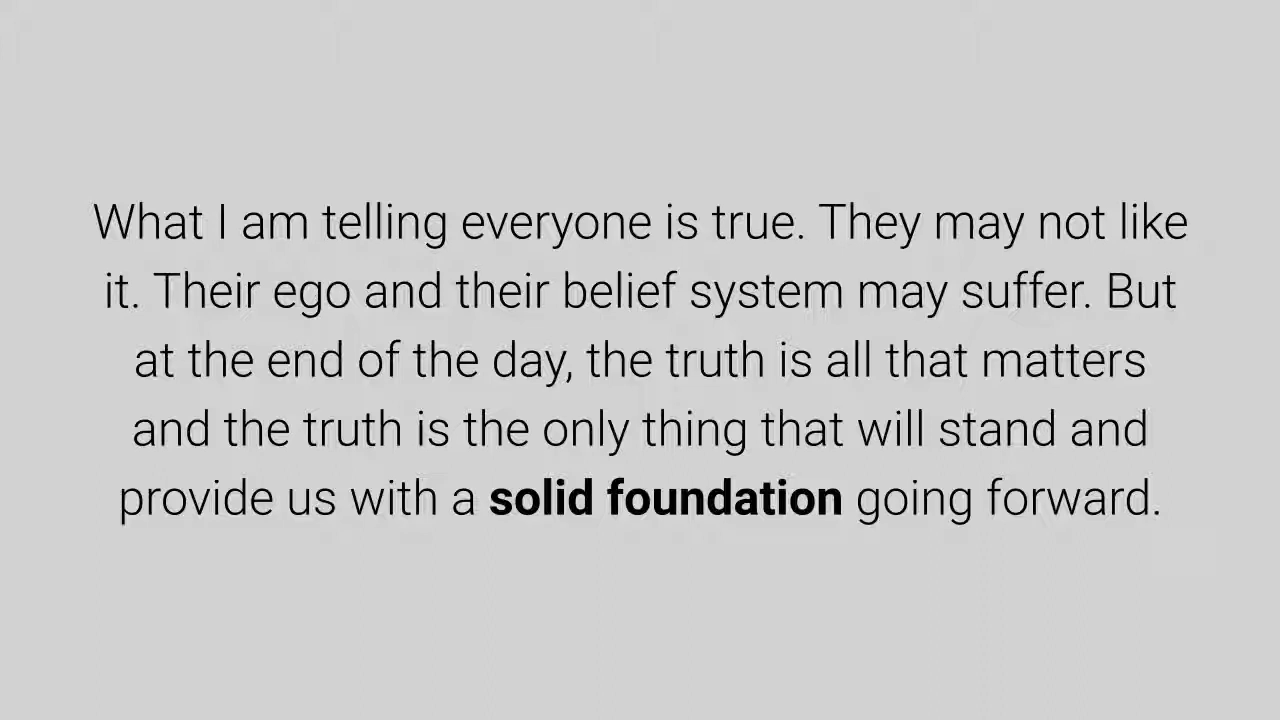 What I am telling everyone is true. They may not like
it. Their ego and their belief system may suffer. But
at the end of the day, the truth is all that matters
and the truth is the only thing that will stand and
provide us with a solid foundation going forward.